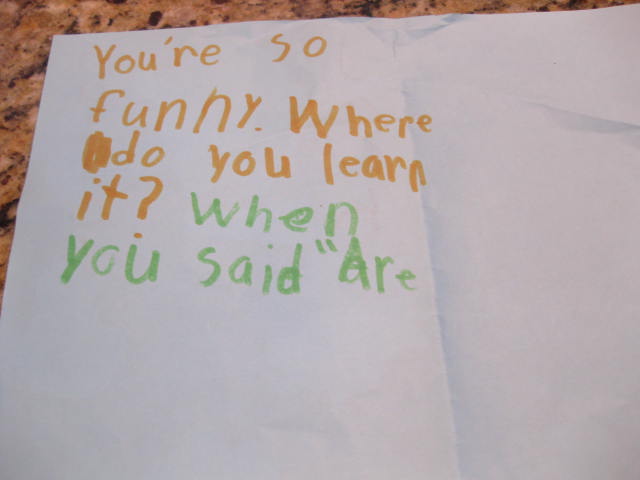 You're so
funny. Where
do you learn
it? When
you said "Are